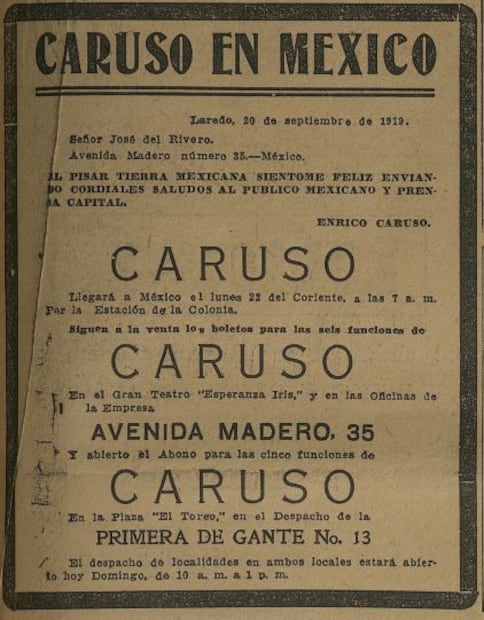 CARUSO EN MEXICO
Laredo, 20 de septiembre de 1919.
Señor José del Rivero.
Avenida Madero número 35.—México.
AL PISAR TIERRA MEXICANA SIENTOME FELIZ ENVIAN-
DO CORDIALES SALUDOS AL PUBLICO MEXICANO Y PREN-
SA CAPITAL.
ENRICO CARUSO.
CARUSO
Llegará a México el lunes 22 del Coriente, a las 7 a. m.
Por la Estación de la Colonia.
Siguen a la venta los boletos para las seis funciones de
CARUSO
En el Gran Teatro "Esperanza Iris," y en las Oficinas de
la Empresa
AVENIDA MADERO, 35
Y abierto el Abono para las cinco funciones de
CARUSO
En la Plaza "El Toreo," en el Despacho de la
PRIMERA DE GANTE No. 13
El despacho de localidades en ambos locales estará abier-
to hoy Domingo, de 10 a. m. a 1 p. m.